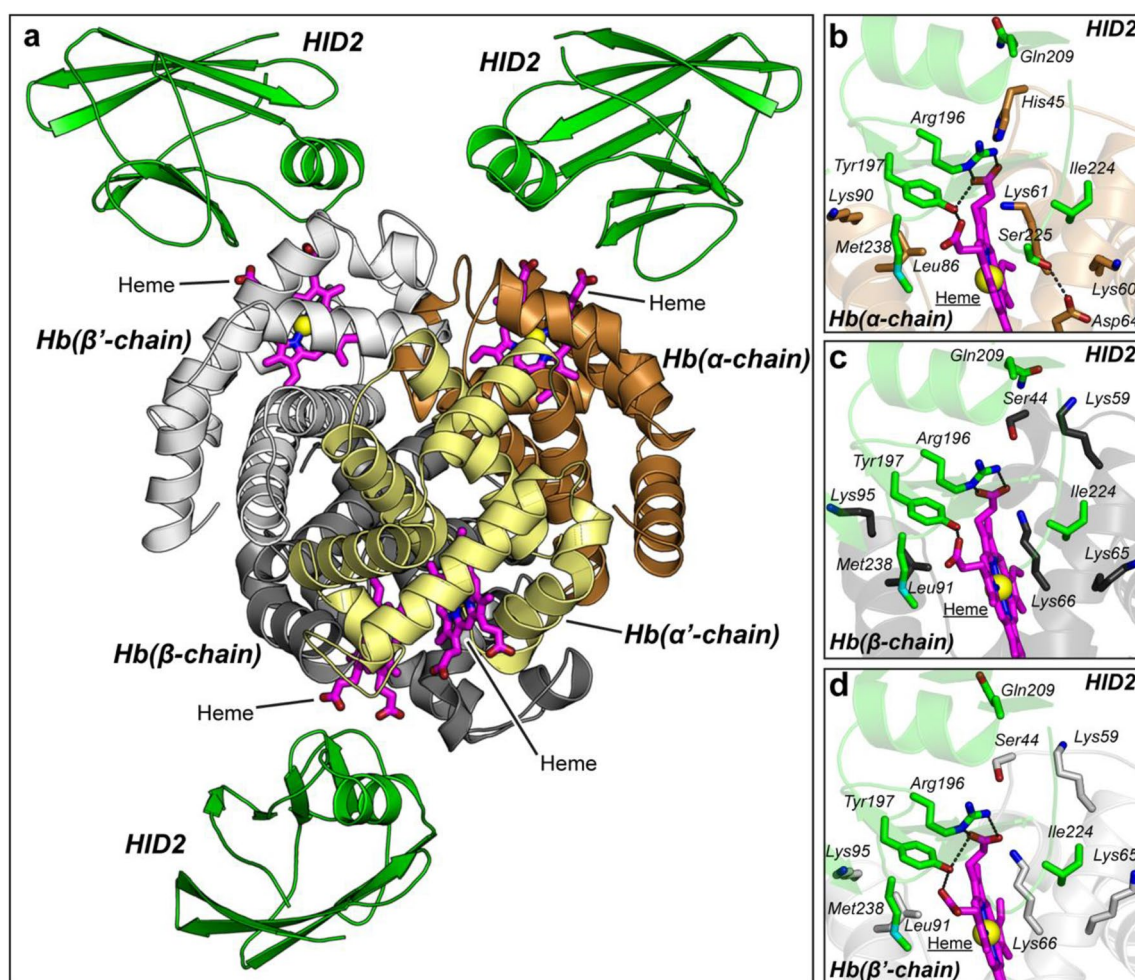 a
HID2
HID2
Heme
Heme
Hb(β'-chain)
Hb(α-chain)
Hb(β-chain)
Hb(α'-chain)
Heme
Heme
HID2
b
HID2
Gln209
His45
Arg196
Tyr197
Ile224
Lys90
Lys61
Ser225
Met238
Leu86
Heme
Lys60
Asp64
Hb(α-chain)
c
HID2
Gln209
Ser44
Lys59
Arg196
Tyr197
Lys95
Ile224
Met238
Lys65
Leu91
Heme
Lys66
Hb(β-chain)
d
HID2
Gln209
Ser44
Lys59
Arg196
Tyr197
Ile224
Lys95
Lys65
Met238
Leu91
Heme
Lys66
Hb(β'-chain)